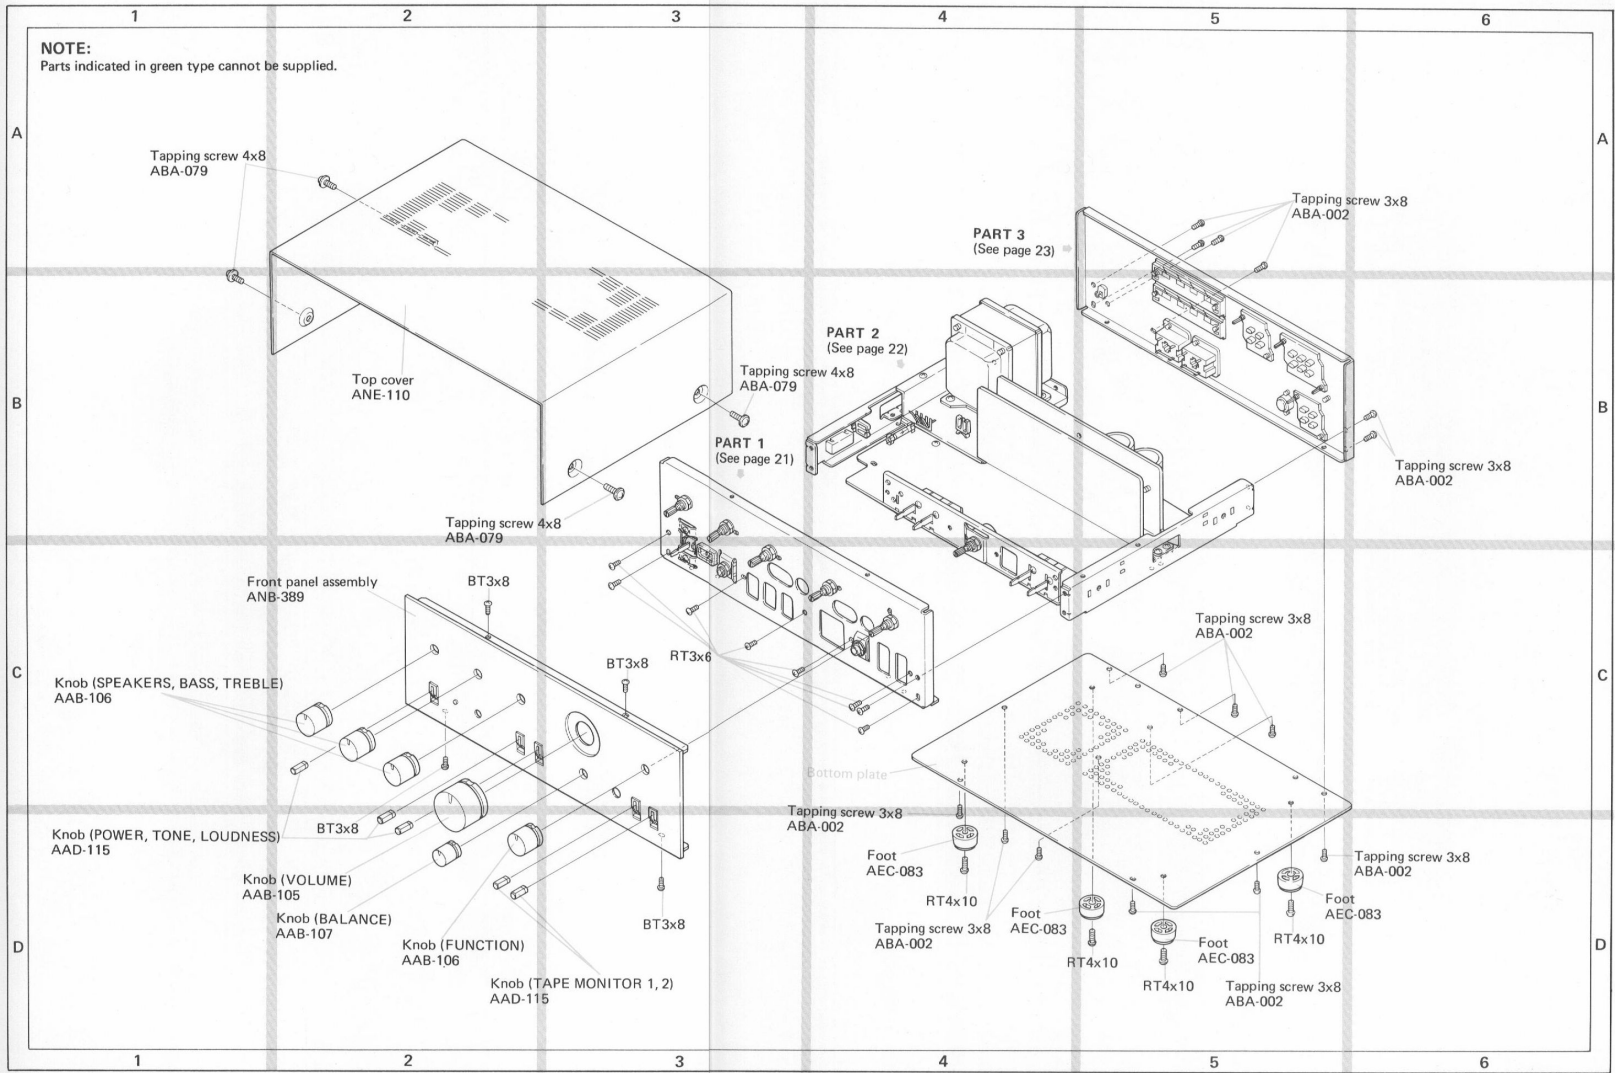 1 2 3 4 5 6
NOTE:
Parts indicated in green type cannot be supplied.
A
A
Tapping screw 4x8
ABA-079
Tapping screw 3x8
ABA-002
PART 3
(See page 23)
PART 2
(See page 22)
Top cover
ANE-110
Tapping screw 4x8
ABA-079
B
B
PART 1
(See page 21)
Tapping screw 3x8
ABA-002
Tapping screw 4x8
ABA-079
Front panel assembly
ANB-389
BT3x8
BT3x8
RT3x6
Tapping screw 3x8
ABA-002
C
C
Knob (SPEAKERS, BASS, TREBLE)
AAB-106
Bottom plate
Tapping screw 3x8
ABA-002
Knob (POWER, TONE, LOUDNESS)
AAD-115
BT3x8
Foot
AEC-083
Tapping screw 3x8
ABA-002
Knob (VOLUME)
AAB-105
RT4x10
Foot
AEC-083
Foot
AEC-083
Knob (BALANCE)
AAB-107
BT3x8
Tapping screw 3x8
ABA-002
RT4x10
D
D
Knob (FUNCTION)
AAB-106
RT4x10
Foot
AEC-083
Knob (TAPE MONITOR 1, 2)
AAD-115
RT4x10
Tapping screw 3x8
ABA-002
1 2 3 4 5 6